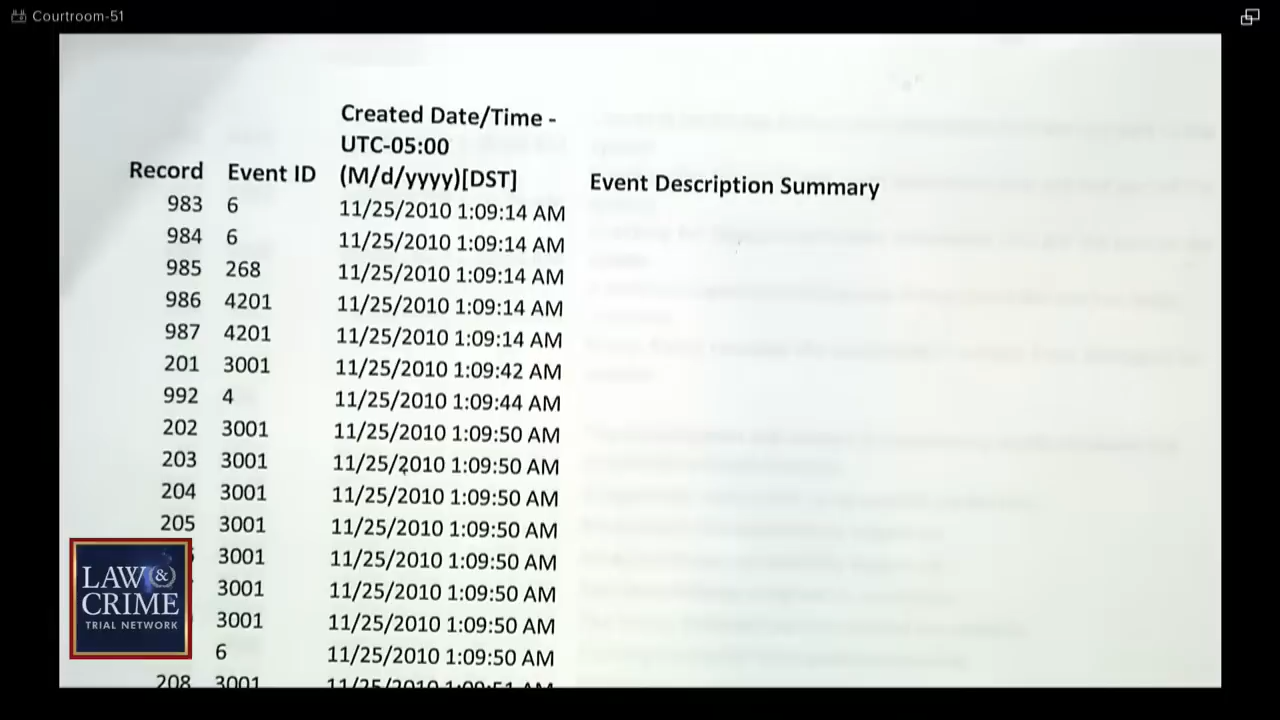 Courtroom-51
Created Date/Time -
UTC-05:00
Record Event ID (M/d/yyyy)[DST] Event Description Summary
983 6 11/25/2010 1:09:14 AM
984 6 11/25/2010 1:09:14 AM
985 268 11/25/2010 1:09:14 AM
986 4201 11/25/2010 1:09:14 AM
987 4201 11/25/2010 1:09:14 AM
201 3001 11/25/2010 1:09:42 AM
992 4 11/25/2010 1:09:44 AM
202 3001 11/25/2010 1:09:50 AM
203 3001 11/25/2010 1:09:50 AM
204 3001 11/25/2010 1:09:50 AM
205 3001 11/25/2010 1:09:50 AM
3001 11/25/2010 1:09:50 AM
3001 11/25/2010 1:09:50 AM
3001 11/25/2010 1:09:50 AM
6 11/25/2010 1:09:50 AM
208 3001 11/25/2010 1:09:51 AM
LAW &
CRIME
TRIAL NETWORK